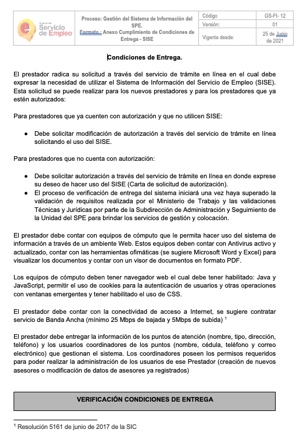 Servicio
de Empleo
Proceso: Gestión del Sistema de Información del
SPE.
Formato : Anexo Cumplimiento de Condiciones de
Entrega - SISE
Código
GS-Ft- 12
Versión:
01
Vigente desde:
25 de Junio
de 2021
Condiciones de Entrega.
El prestador radica su solicitud a través del servicio de trámite en línea en el cual debe
expresar la necesidad de utilizar el Sistema de Información del Servicio de Empleo (SISE).
Esta solicitud se puede realizar para los nuevos prestadores y para los prestadores que ya
estén autorizados:
Para prestadores que ya cuenten con autorización y que no utilicen SISE:
● Debe solicitar modificación de autorización a través del servicio de trámite en línea
solicitando el uso del SISE.
Para prestadores que no cuenta con autorización:
● Debe solicitar autorización a través del servicio de trámite en línea en donde exprese
su deseo de hacer uso del SISE (Carta de solicitud de autorización).
● El proceso de verificación de entrega del sistema iniciará una vez haya superado la
validación de requisitos realizada por el Ministerio de Trabajo y las validaciones
Técnicas y Jurídicas por parte de la Subdirección de Administración y Seguimiento de
la Unidad del SPE para brindar los servicios de gestión y colocación.
El prestador debe contar con equipos de cómputo que le permita hacer uso del sistema de
información a través de un ambiente Web. Estos equipos deben contar con Antivirus activo y
actualizado, contar con las herramientas ofimáticas (se sugiere Microsoft Word y Excel) para
visualizar los documentos y contar con un visor de documentos en formato PDF.
Los equipos de cómputo deben tener navegador web el cual debe tener habilitado: Java y
JavaScript, permitir el uso de cookies para la autenticación de usuarios y otras operaciones
con ventanas emergentes y tener habilitado el uso de CSS.
El prestador debe contar con la conectividad de acceso a Internet, se sugiere contratar
servicio de Banda Ancha (mínimo 25 Mbps de bajada y 5Mbps de subida) ¹
El prestador debe entregar la información de los puntos de atención (nombre, tipo, dirección,
teléfono) y los usuarios coordinadores de los puntos (nombre, cédula, teléfono y correo
electrónico) que gestionan el sistema. Los coordinadores poseen los permisos requeridos
para poder realizar la administración de los usuarios de ese Prestador (creación de nuevos
asesores o modificación de datos de asesores ya registrados)
VERIFICACIÓN CONDICIONES DE ENTREGA
¹ Resolución 5161 de junio de 2017 de la SIC